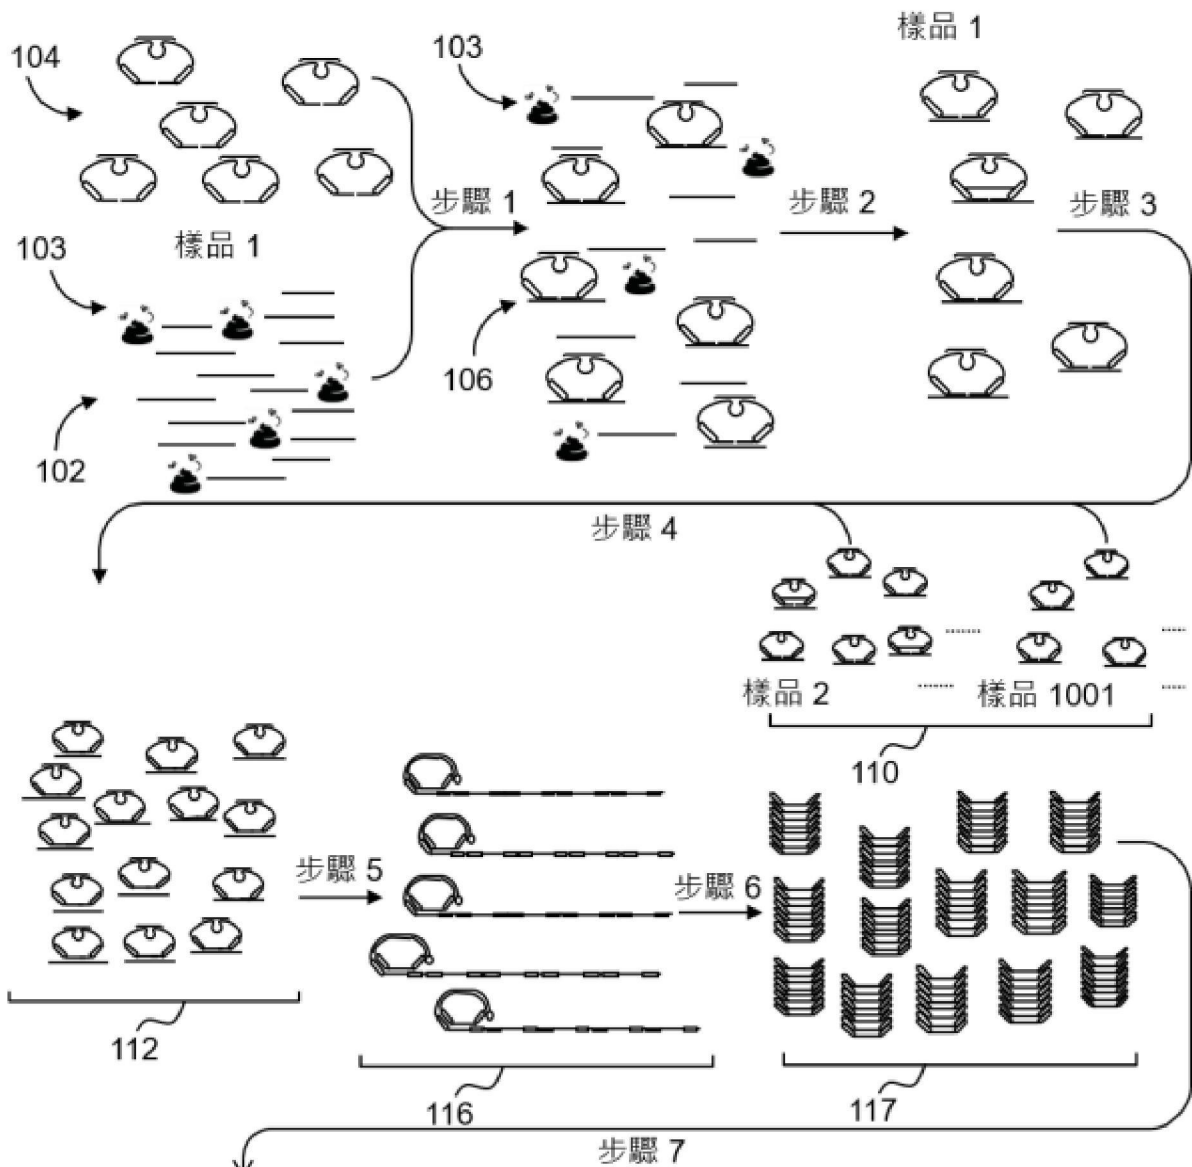 樣品 1
104
103
步驟 1
步驟 2
步驟 3
103
樣品 1
106
102
步驟 4
樣品 2
........
樣品 1001
......
110
步驟 5
步驟 6
112
116
117
步驟 7